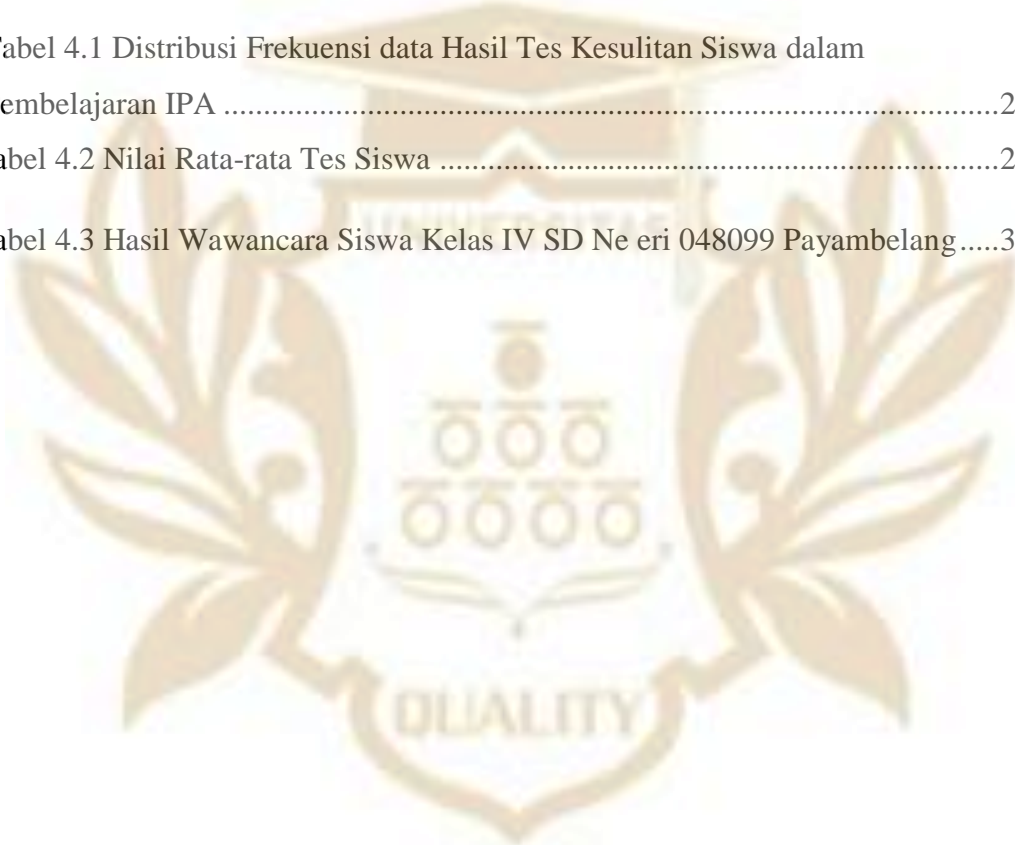 Tabel 4.1 Distribusi Frekuensi data Hasil Tes Kesulitan Siswa dalam
embelajaran IPA ........................................................................................................2
abel 4.2 Nilai Rata-rata Tes Siswa ...........................................................................2
abel 4.3 Hasil Wawancara Siswa Kelas IV SD Ne eri 048099 Payambelang.....3
UNIVERSITAS
QUALITY